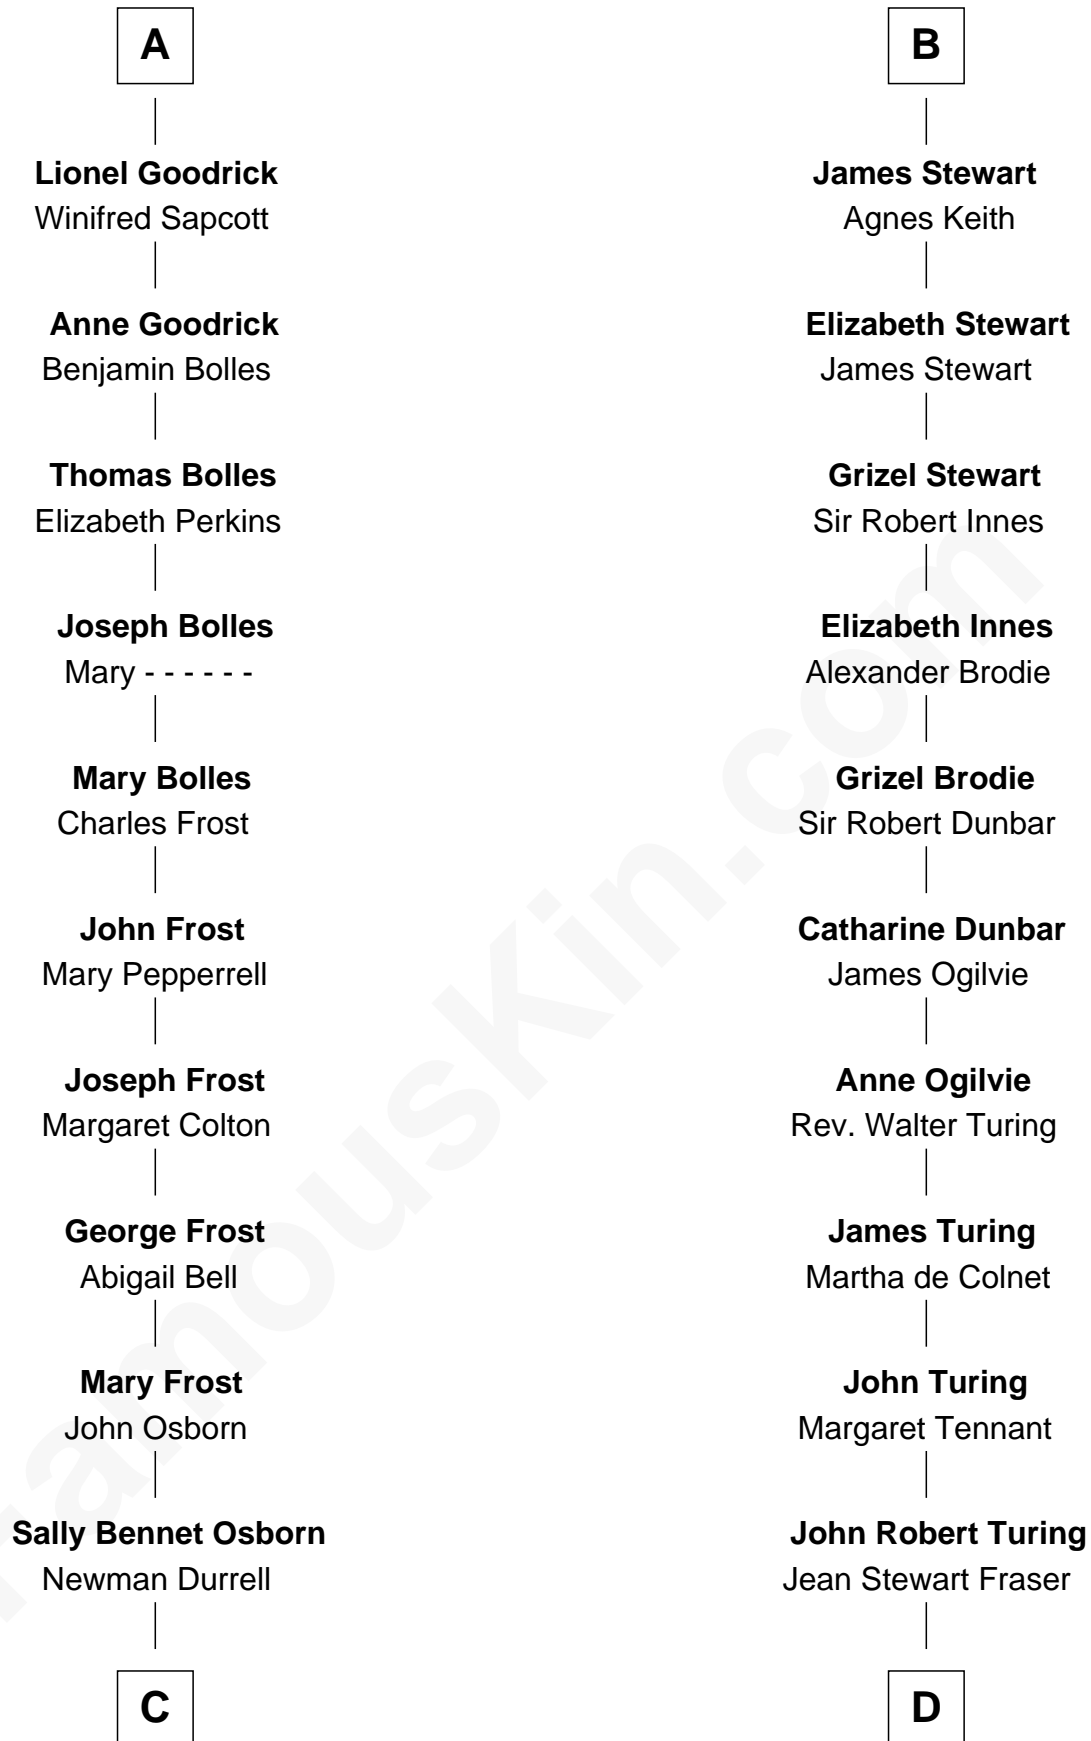 A
Lionel Goodrick
Winifred Sapcott
Anne Goodrick
Benjamin Bolles
Thomas Bolles
Elizabeth Perkins
Joseph Bolles
Mary - - - - - -
Mary Bolles
Charles Frost
John Frost
Mary Pepperrell
Joseph Frost
Margaret Colton
George Frost
Abigail Bell
Mary Frost
John Osborn
Sally Bennet Osborn
Newman Durrell
C
B
James Stewart
Agnes Keith
Elizabeth Stewart
James Stewart
Grizel Stewart
Sir Robert Innes
Elizabeth Innes
Alexander Brodie
Grizel Brodie
Sir Robert Dunbar
Catharine Dunbar
James Ogilvie
Anne Ogilvie
Rev. Walter Turing
James Turing
Martha de Colnet
John Turing
Margaret Tennant
John Robert Turing
Jean Stewart Fraser
D
FamousKin.com